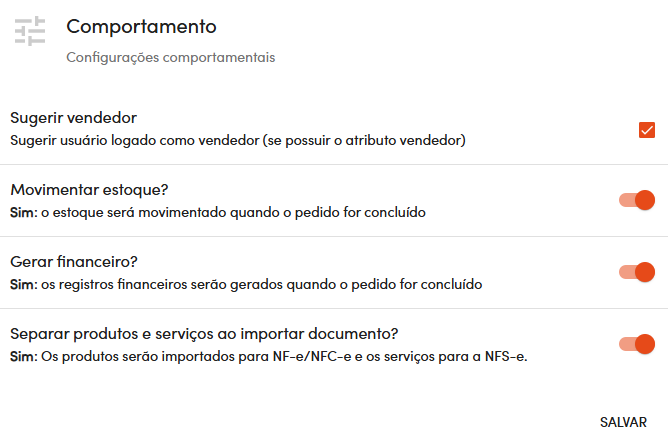 Comportamento
Configurações comportamentais
Sugerir vendedor
Sugerir usuário logado como vendedor (se possuir o atributo vendedor)
Movimentar estoque?
Sim: o estoque será movimentado quando o pedido for concluído
Gerar financeiro?
Sim: os registros financeiros serão gerados quando o pedido for concluído
Separar produtos e serviços ao importar documento?
Sim: Os produtos serão importados para NF-e/NFC-e e os serviços para a NFS-e.
SALVAR